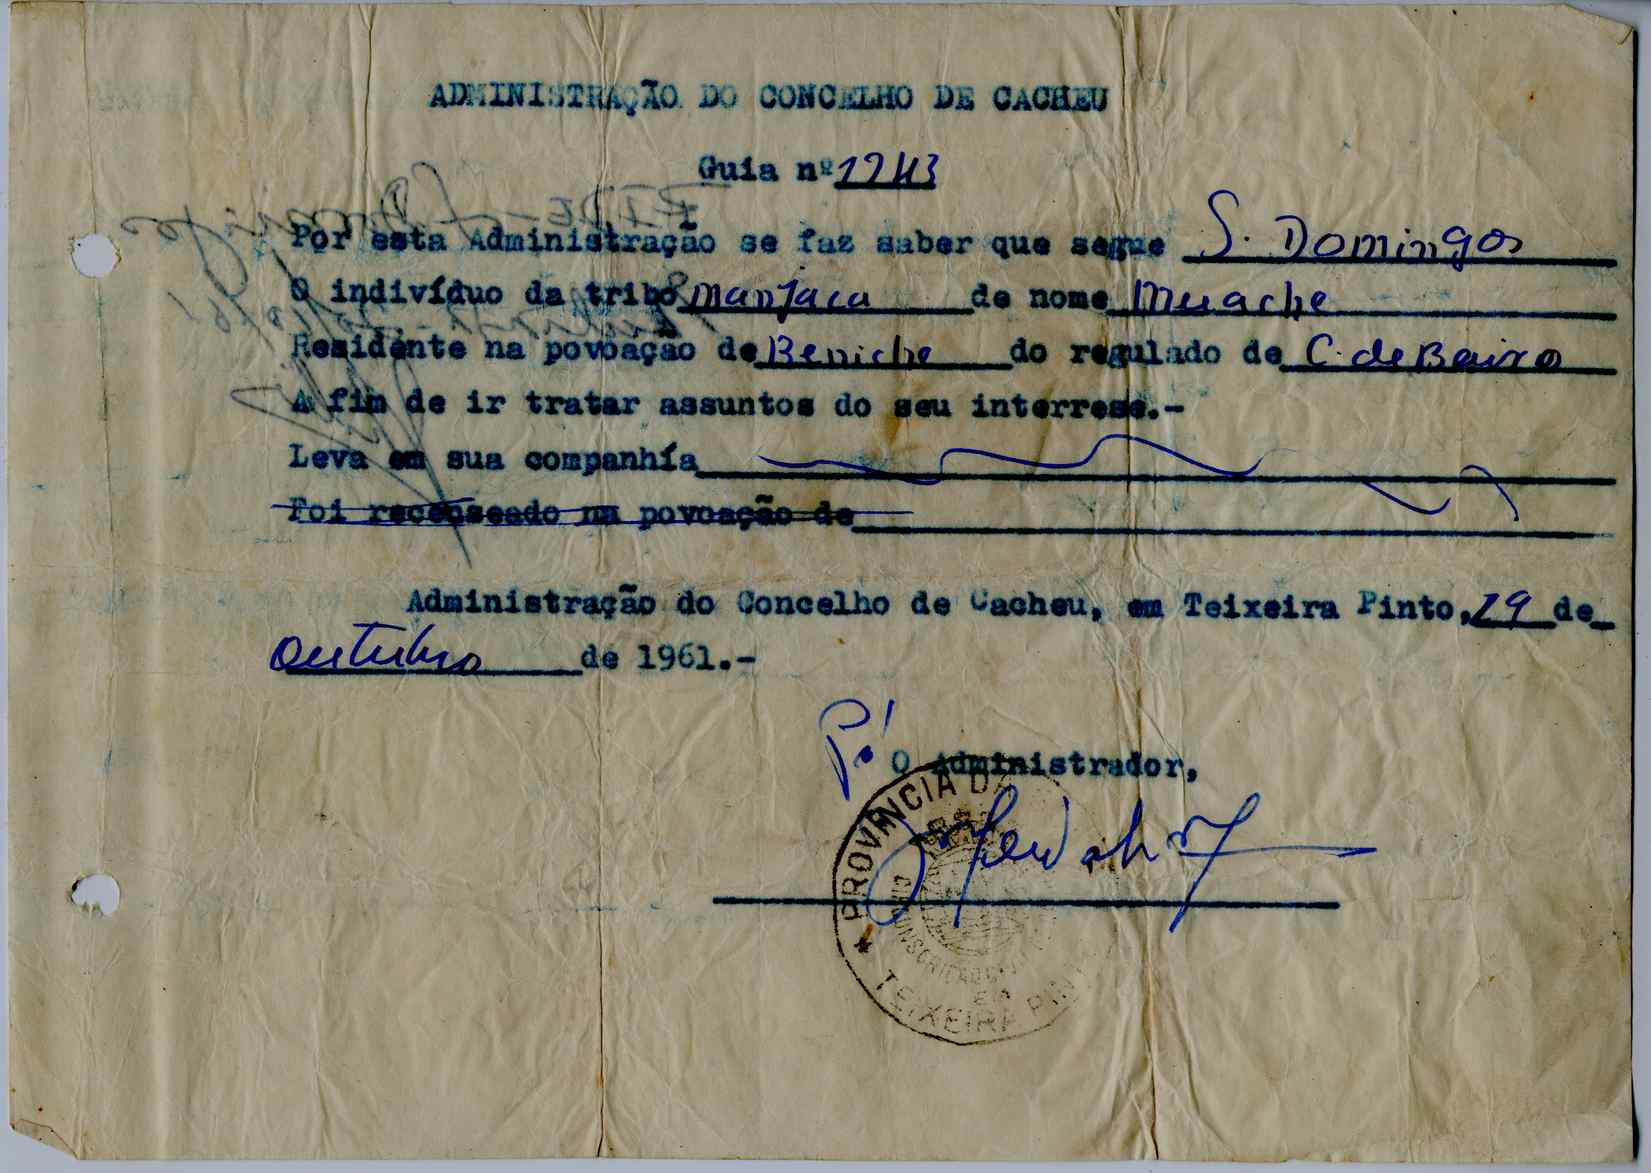 ADMINISTRAÇÃO DO CONCELHO DE CACHEU
Guia nº 1743
Por esta Administração se faz saber que segue S. Domingos
O indivíduo da tribo Manjaca de nome Muache
Residente na povoação de Beniche do regulado de C. de Baixo
A fim de ir tratar assuntos do seu interrese.-
Leva em sua companhía
Foi recenseado na povoação de
Administração do Concelho de Cacheu, em Teixeira Pinto, 19 de
outubro de 1961.-
P'
O Administrador,
PROVÍNCIA DA
TEIXEIRA PINTO